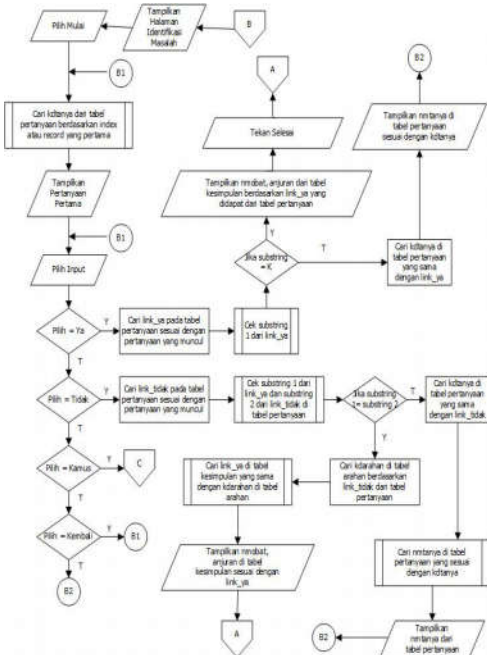 Pilih Mulai
Tampilkan
Halaman
Identifikasi
Masalah
B
B1
Cari kdtanya dari tabel
pertanyaan berdasarkan index
atau record yang pertama
Tampilkan
Pertanyaan
Pertama
B1
Pilih Input
A
Tekan Selesai
Tampilkan nmobat, anjuran dari tabel
kesimpulan berdasarkan link_ya yang
didapat dari tabel pertanyaan
Y
Jika substring
= K
T
Cari kdtanya di
tabel pertanyaan
yang sama
dengan link_ya
Tampilkan nmtanya di
tabel pertanyaan
sesuai dengan kdtanya
B2
Pilih = Ya
Y
Cari link_ya pada tabel
pertanyaan sesuai dengan
pertanyaan yang muncul
Cek substring
1 dari link_ya
T
Pilih = Tidak
Y
Cari link_tidak pada tabel
pertanyaan sesuai dengan
pertanyaan yang muncul
Cek substring 1 dari
link_ya dan substring
2 dari link_tidak di
tabel pertanyaan
Jika substring
1= substring 2
T
Cari kdtanya di
tabel pertanyaan
yang sama
dengan link_tidak
T
Y
Pilih = Kamus
Y
C
Cari link_ya di tabel
kesimpulan yang sama
dengan kdarahan di tabel
arahan
Cari kdarahan di tabel
arahan berdasarkan
link_tidak dari tabel
pertanyaan
T
Pilih = Kembali
Y
B1
T
B2
Tampilkan nmobat,
anjuran di tabel
kesimpulan sesuai dengan
link_ya
A
Cari nmtanya di tabel
pertanyaan yang sesuai
dengan kdtanya
Tampilkan
nmtanya dari
tabel pertanyaan
B2